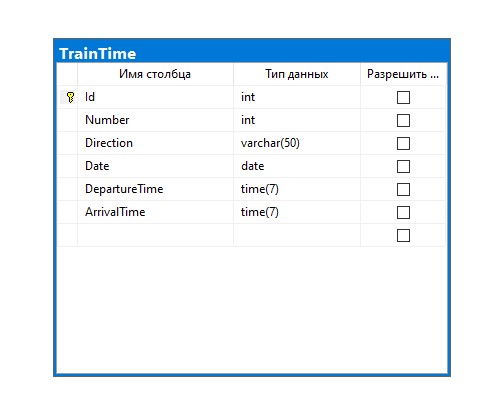 TrainTime
Имя столбца Тип данных Разрешить ...
Id int
Number int
Direction varchar(50)
Date date
DepartureTime time(7)
ArrivalTime time(7)